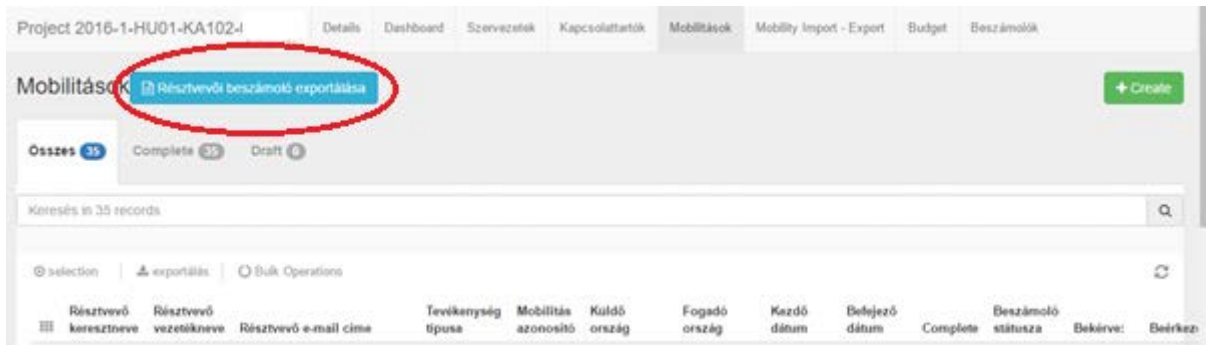 Project 2016-1-HU01-KA102- Details Dashboard Szervezetek Kapcsolattartók Mobilitások Mobility Import - Export Budget Beszámolók
Mobilitások Résztvevői beszámoló exportálása + Create
Összes 35 Complete 35 Draft 0
Keresés in 35 records
selection exportálás Bulk Operations
Résztvevő keresztneve Résztvevő vezetékneve Résztvevő e-mail címe Tevékenység típusa Mobilitás azonosító Küldő ország Fogadó ország Kezdő dátum Befejező dátum Complete Beszámoló státusza Bekérve: